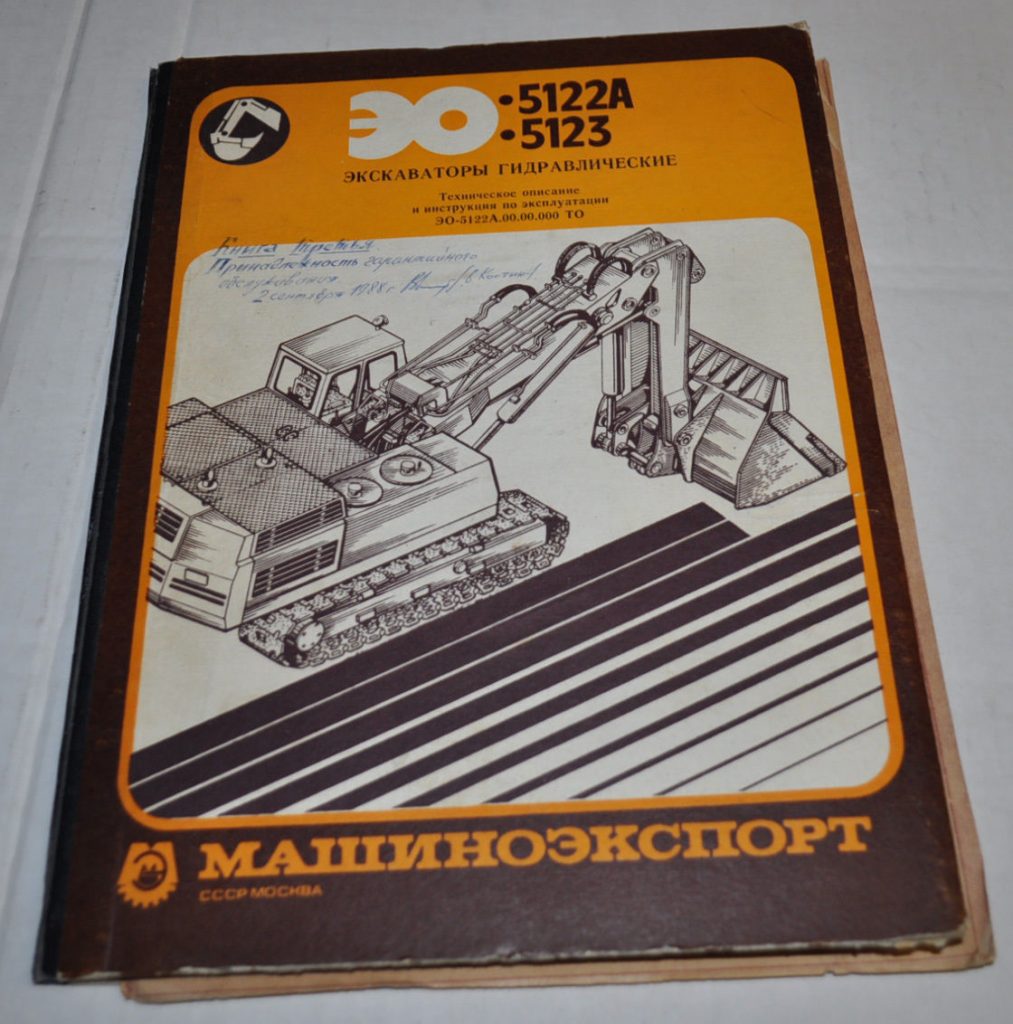 ЭО •5122А
•5123
ЭКСКАВАТОРЫ ГИДРАВЛИЧЕСКИЕ
Техническое описание
и инструкция по эксплуатации
ЭО-5122А.00.00.000 ТО
Книга третья.
Принадлежность гарантийного
обслуживания
2 сентября 1988 г.
МАШИНОЭКСПОРТ
СССР МОСКВА